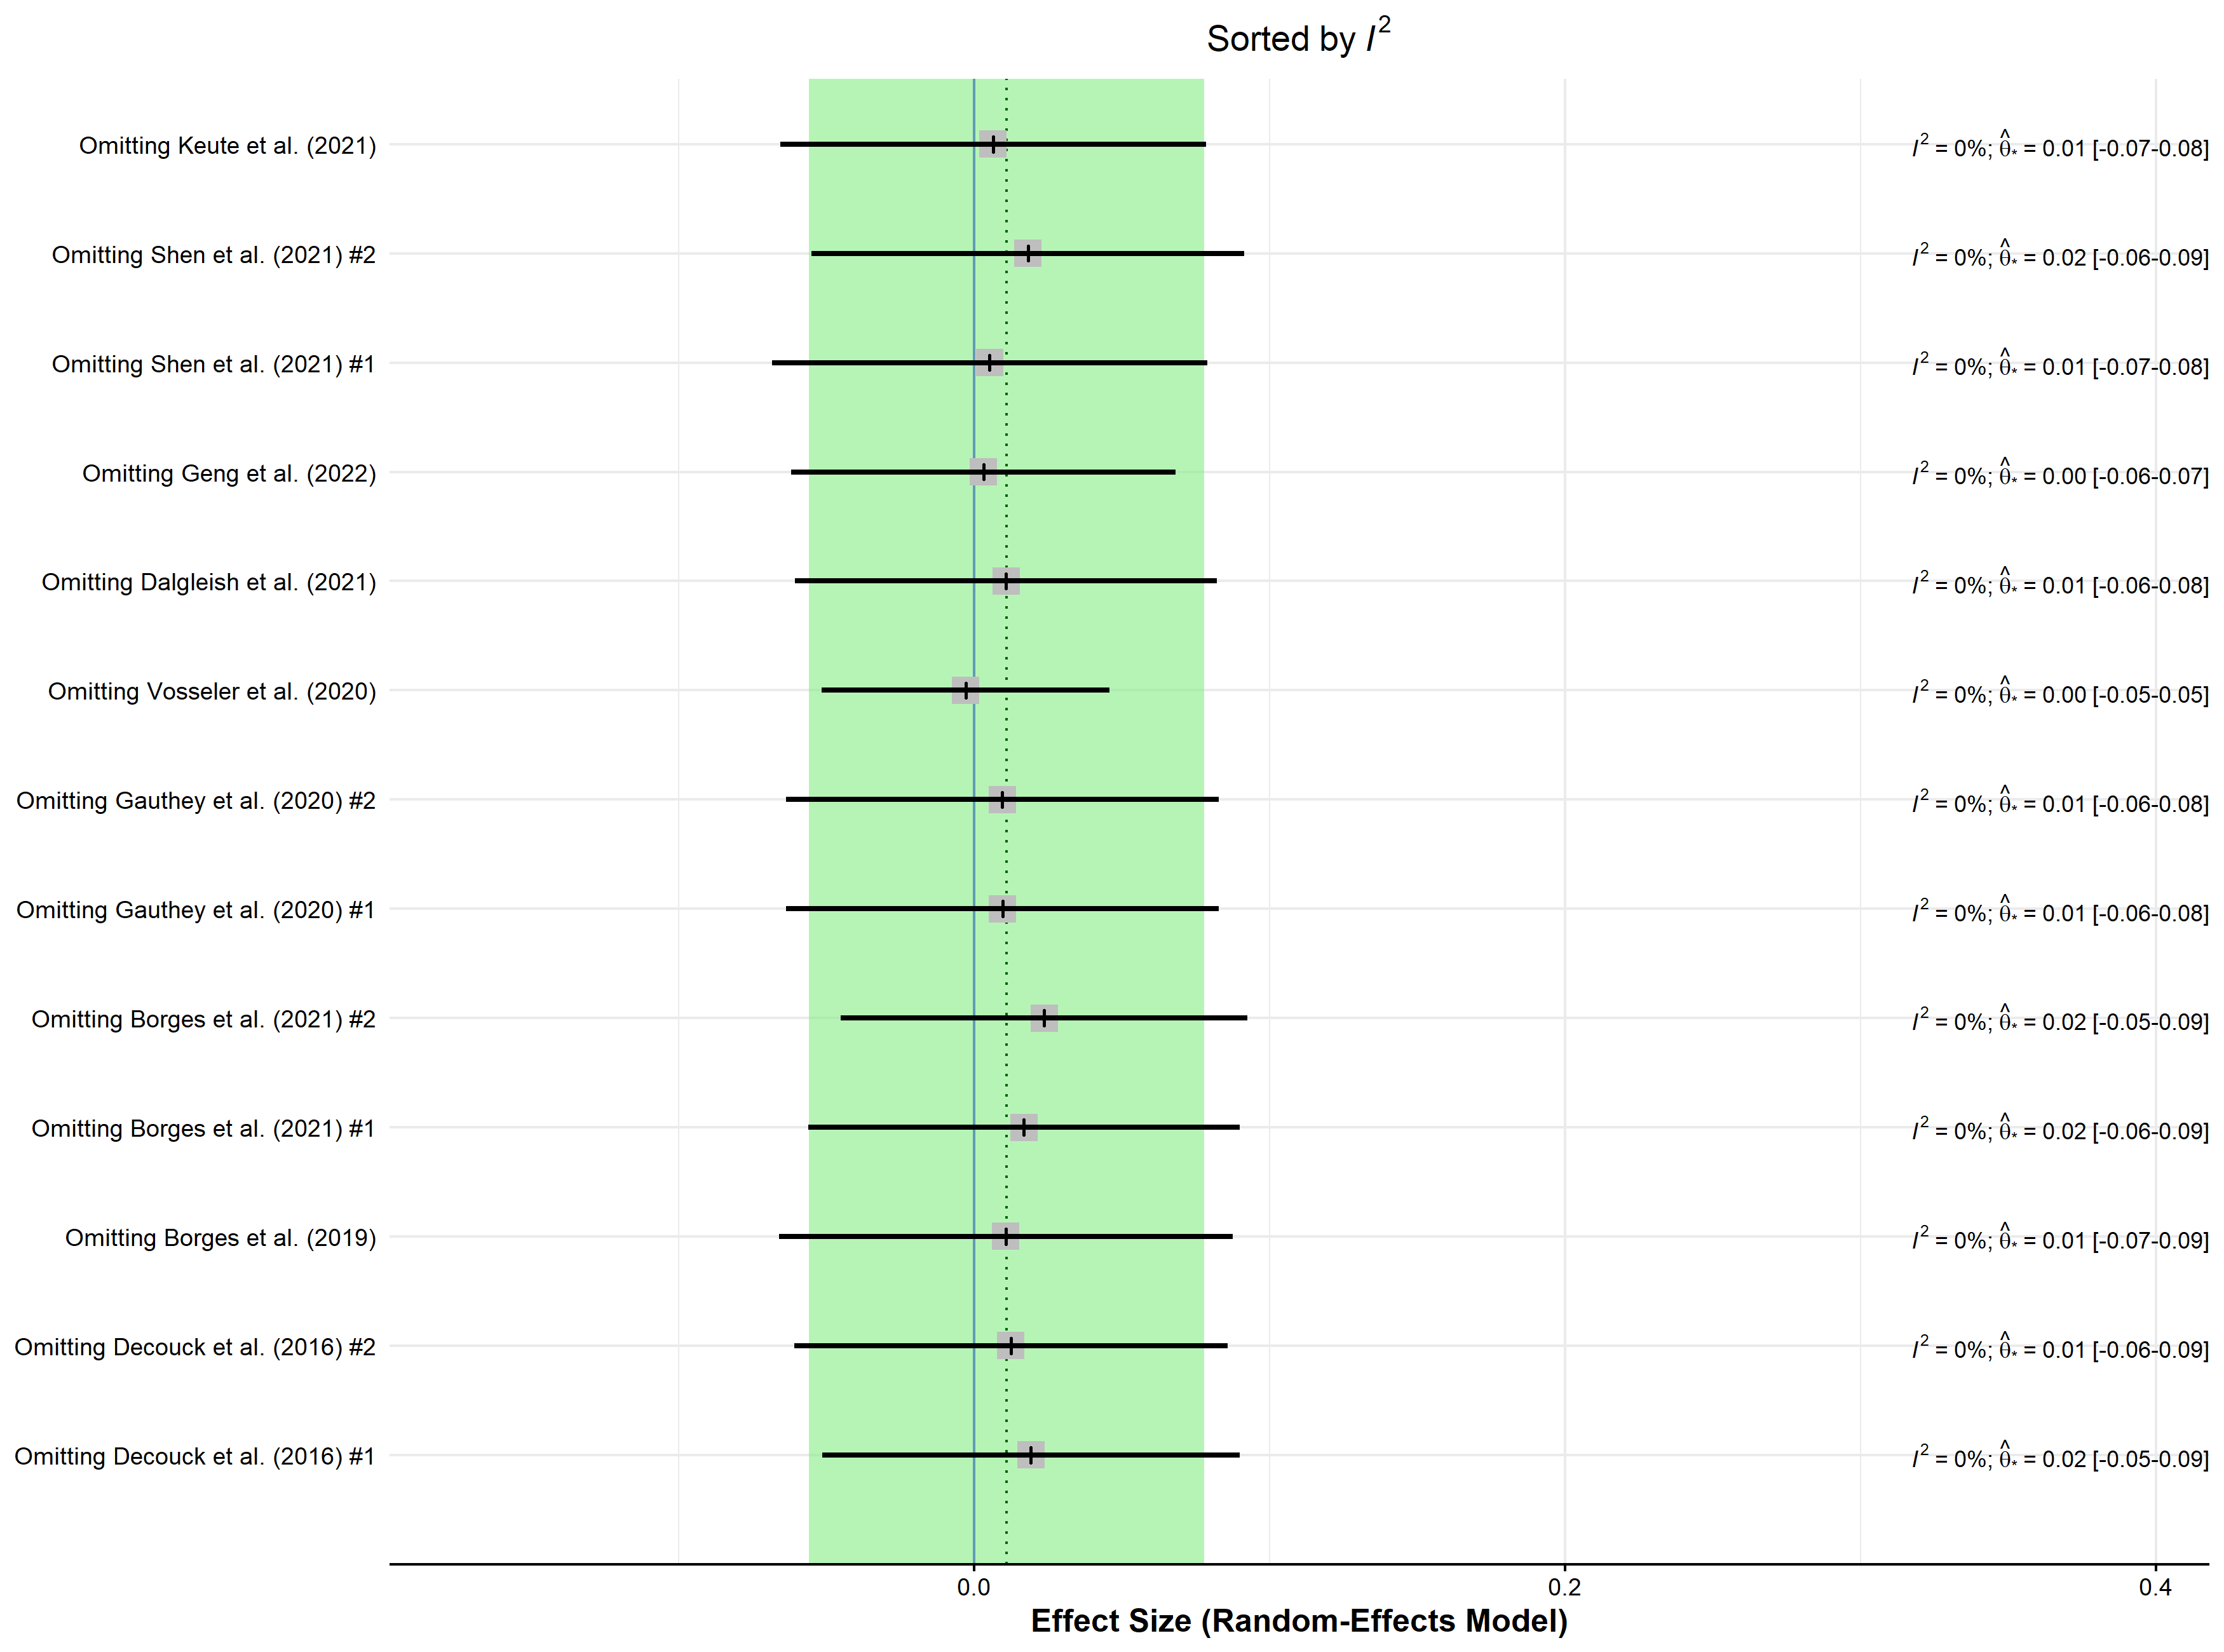 Sorted by I²
Omitting Keute et al. (2021) I² = 0%; θ̂* = 0.01 [-0.07-0.08]
Omitting Shen et al. (2021) #2 I² = 0%; θ̂* = 0.02 [-0.06-0.09]
Omitting Shen et al. (2021) #1 I² = 0%; θ̂* = 0.01 [-0.07-0.08]
Omitting Geng et al. (2022) I² = 0%; θ̂* = 0.00 [-0.06-0.07]
Omitting Dalgleish et al. (2021) I² = 0%; θ̂* = 0.01 [-0.06-0.08]
Omitting Vosseler et al. (2020) I² = 0%; θ̂* = 0.00 [-0.05-0.05]
Omitting Gauthey et al. (2020) #2 I² = 0%; θ̂* = 0.01 [-0.06-0.08]
Omitting Gauthey et al. (2020) #1 I² = 0%; θ̂* = 0.01 [-0.06-0.08]
Omitting Borges et al. (2021) #2 I² = 0%; θ̂* = 0.02 [-0.05-0.09]
Omitting Borges et al. (2021) #1 I² = 0%; θ̂* = 0.02 [-0.06-0.09]
Omitting Borges et al. (2019) I² = 0%; θ̂* = 0.01 [-0.07-0.09]
Omitting Decouck et al. (2016) #2 I² = 0%; θ̂* = 0.01 [-0.06-0.09]
Omitting Decouck et al. (2016) #1 I² = 0%; θ̂* = 0.02 [-0.05-0.09]
0.0 0.2 0.4
Effect Size (Random-Effects Model)